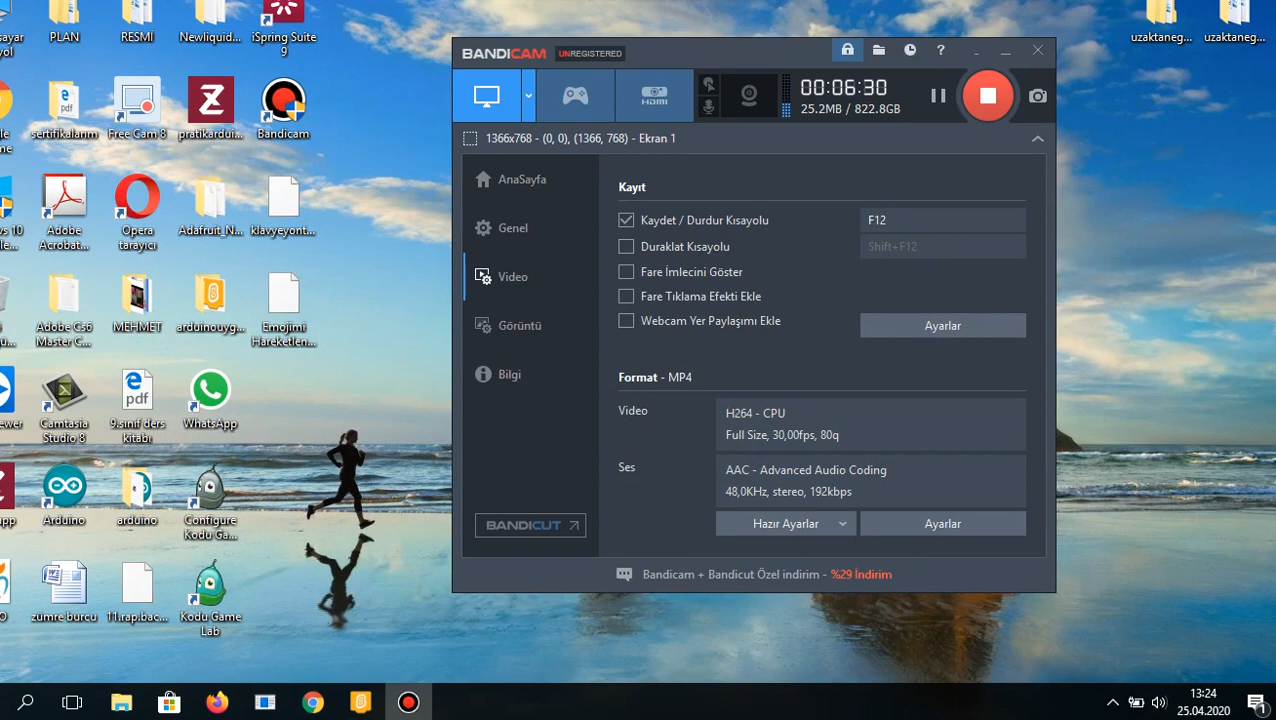 PLAN
RESMI
Newliquid...
iSpring Suite
9
uzaktaneg...
uzaktaneg...
sertifikalarım
Free Cam 8
pratikardui...
Bandicam
Adobe
Acrobat...
Opera
tarayıcı
Adafruit_N...
klavyeyont...
Adobe Cs6
Master C...
MEHMET
arduinouyg...
Emojimi
Hareketlen...
Camtasia
Studio 8
pdf
9.sınıf ders
kitabı
WhatsApp
Arduino
arduino
Configure
Kodu Ga...
zümre burcu
11.rap.bac...
Kodu Game
Lab
BANDICAM UNREGISTERED
HDMI
00:06:30
25.2MB / 822.8GB
1366x768 - (0, 0), (1366, 768) - Ekran 1
AnaSayfa
Genel
Video
Görüntü
Bilgi
BANDICUT
Kayıt
Kaydet / Durdur Kısayolu F12
Duraklat Kısayolu Shift+F12
Fare İmlecini Göster
Fare Tıklama Efekti Ekle
Webcam Yer Paylaşımı Ekle Ayarlar
Format - MP4
Video H264 - CPU
Full Size, 30,00fps, 80q
Ses AAC - Advanced Audio Coding
48,0KHz, stereo, 192kbps
Hazır Ayarlar Ayarlar
Bandicam + Bandicut Özel indirim - %29 İndirim
13:24
25.04.2020
1